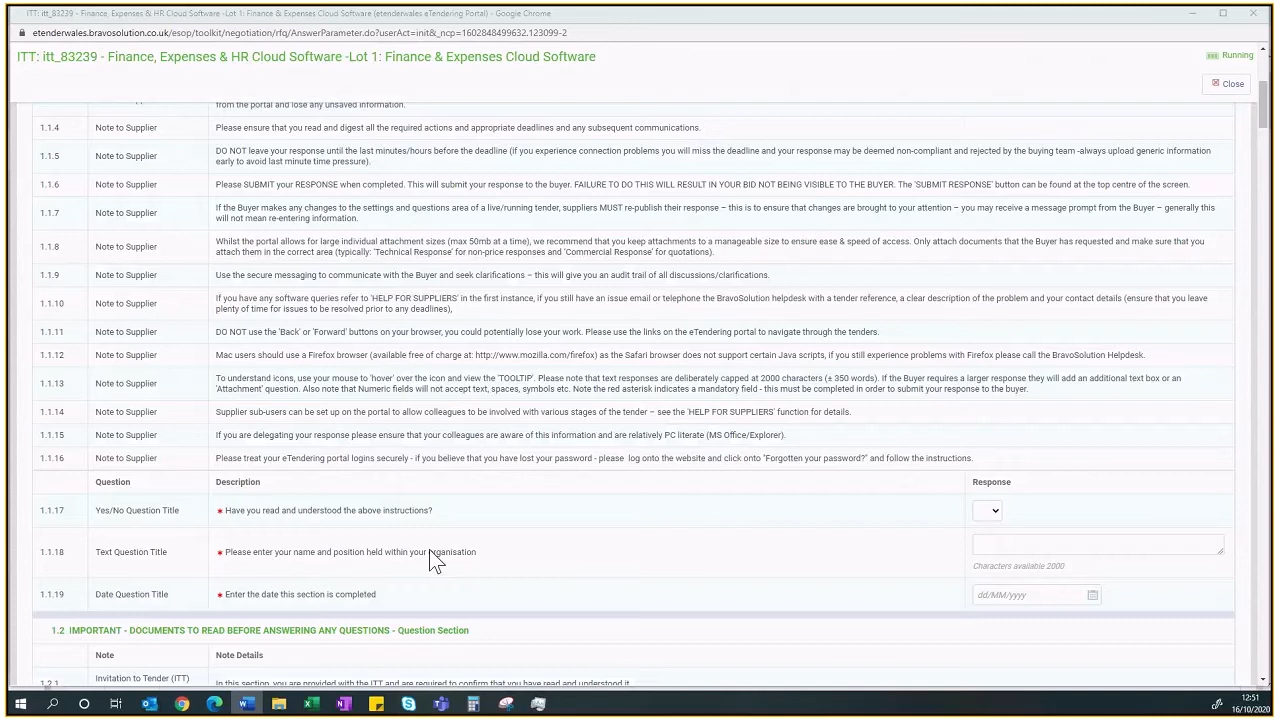 ITT: itt_83239 - Finance, Expenses & HR Cloud Software -Lot 1: Finance & Expenses Cloud Software (etenderwales eTendering Portal) - Google Chrome
etenderwales.bravosolution.co.uk/esop/toolkit/negotiation/rfq/AnswerParameter.do?userAct=init&_ncp=1602848499632.123099-2
ITT: itt_83239 - Finance, Expenses & HR Cloud Software -Lot 1: Finance & Expenses Cloud Software
Running
Close
from the portal and lose any unsaved information.
1.1.4 Note to Supplier Please ensure that you read and digest all the required actions and appropriate deadlines and any subsequent communications.
1.1.5 Note to Supplier DO NOT leave your response until the last minutes/hours before the deadline (if you experience connection problems you will miss the deadline and your response may be deemed non-compliant and rejected by the buying team -always upload generic information
early to avoid last minute time pressure).
1.1.6 Note to Supplier Please SUBMIT your RESPONSE when completed. This will submit your response to the buyer. FAILURE TO DO THIS WILL RESULT IN YOUR BID NOT BEING VISIBLE TO THE BUYER. The 'SUBMIT RESPONSE' button can be found at the top centre of the screen.
1.1.7 Note to Supplier If the Buyer makes any changes to the settings and questions area of a live/running tender, suppliers MUST re-publish their response – this is to ensure that changes are brought to your attention – you may receive a message prompt from the Buyer – generally this
will not mean re-entering information.
1.1.8 Note to Supplier Whilst the portal allows for large individual attachment sizes (max 50mb at a time), we recommend that you keep attachments to a manageable size to ensure ease & speed of access. Only attach documents that the Buyer has requested and make sure that you
attach them in the correct area (typically: 'Technical Response' for non-price responses and 'Commercial Response' for quotations).
1.1.9 Note to Supplier Use the secure messaging to communicate with the Buyer and seek clarifications – this will give you an audit trail of all discussions/clarifications.
1.1.10 Note to Supplier If you have any software queries refer to 'HELP FOR SUPPLIERS' in the first instance, if you still have an issue email or telephone the BravoSolution helpdesk with a tender reference, a clear description of the problem and your contact details (ensure that you leave
plenty of time for issues to be resolved prior to any deadlines),
1.1.11 Note to Supplier DO NOT use the 'Back' or 'Forward' buttons on your browser, you could potentially lose your work. Please use the links on the eTendering portal to navigate through the tenders.
1.1.12 Note to Supplier Mac users should use a Firefox browser (available free of charge at: http://www.mozilla.com/firefox) as the Safari browser does not support certain Java scripts, if you still experience problems with Firefox please call the BravoSolution Helpdesk.
1.1.13 Note to Supplier To understand icons, use your mouse to 'hover' over the icon and view the 'TOOLTIP'. Please note that text responses are deliberately capped at 2000 characters (± 350 words). If the Buyer requires a larger response they will add an additional text box or an
'Attachment' question. Also note that Numeric fields will not accept text, spaces, symbols etc. Note the red asterisk indicates a mandatory field - this must be completed in order to submit your response to the buyer.
1.1.14 Note to Supplier Supplier sub-users can be set up on the portal to allow colleagues to be involved with various stages of the tender – see the 'HELP FOR SUPPLIERS' function for details.
1.1.15 Note to Supplier If you are delegating your response please ensure that your colleagues are aware of this information and are relatively PC literate (MS Office/Explorer).
1.1.16 Note to Supplier Please treat your eTendering portal logins securely - if you believe that you have lost your password - please log onto the website and click onto "Forgotten your password?" and follow the instructions.
Question Description Response
1.1.17 Yes/No Question Title * Have you read and understood the above instructions?
1.1.18 Text Question Title * Please enter your name and position held within your organisation
Characters available 2000
1.1.19 Date Question Title * Enter the date this section is completed dd/MM/yyyy
1.2 IMPORTANT - DOCUMENTS TO READ BEFORE ANSWERING ANY QUESTIONS - Question Section
Note Note Details
1.2.1 Invitation to Tender (ITT) In this section, you are provided with the ITT and are required to confirm that you have read and understood it.
12:51
16/10/2020